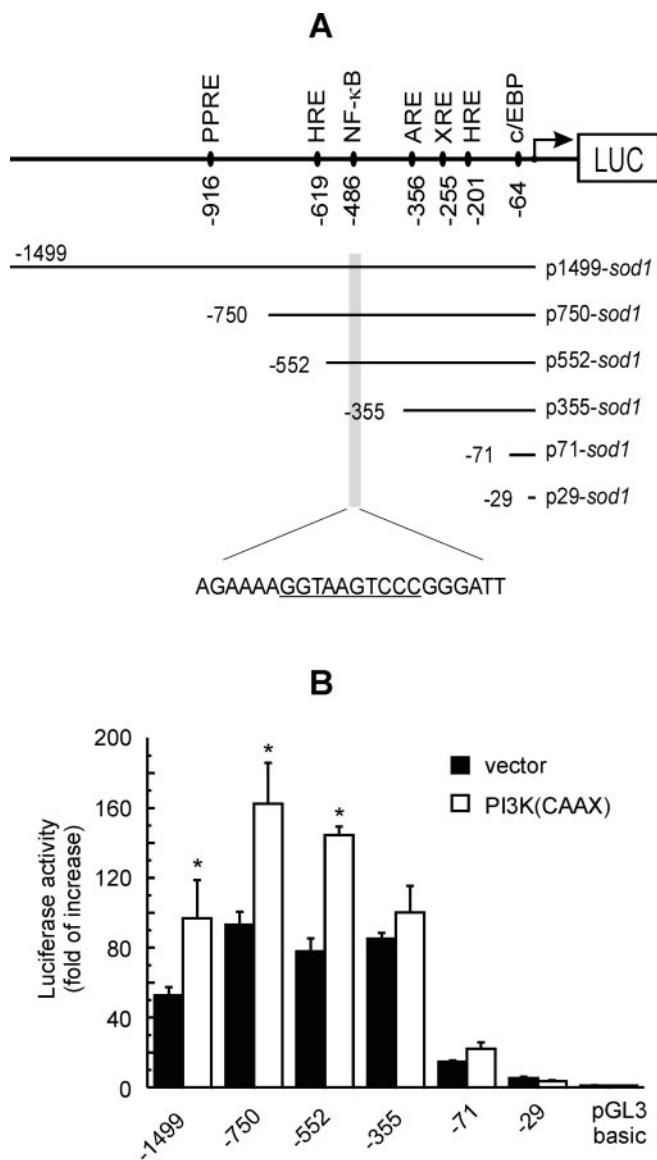 A
PPRE
HRE
NF-κB
ARE
XRE
HRE
c/EBP
LUC
-916
-619
-486
-356
-255
-201
-64
-1499
p1499-sod1
-750
p750-sod1
-552
p552-sod1
-355
p355-sod1
-71
p71-sod1
-29
p29-sod1
AGAAAAGGTAAGTCCCGGGATT
B
Luciferase activity
(fold of increase)
200
160
120
80
40
0
*
*
*
vector
PI3K(CAAX)
-1499
-750
-552
-355
-71
-29
pGL3
basic